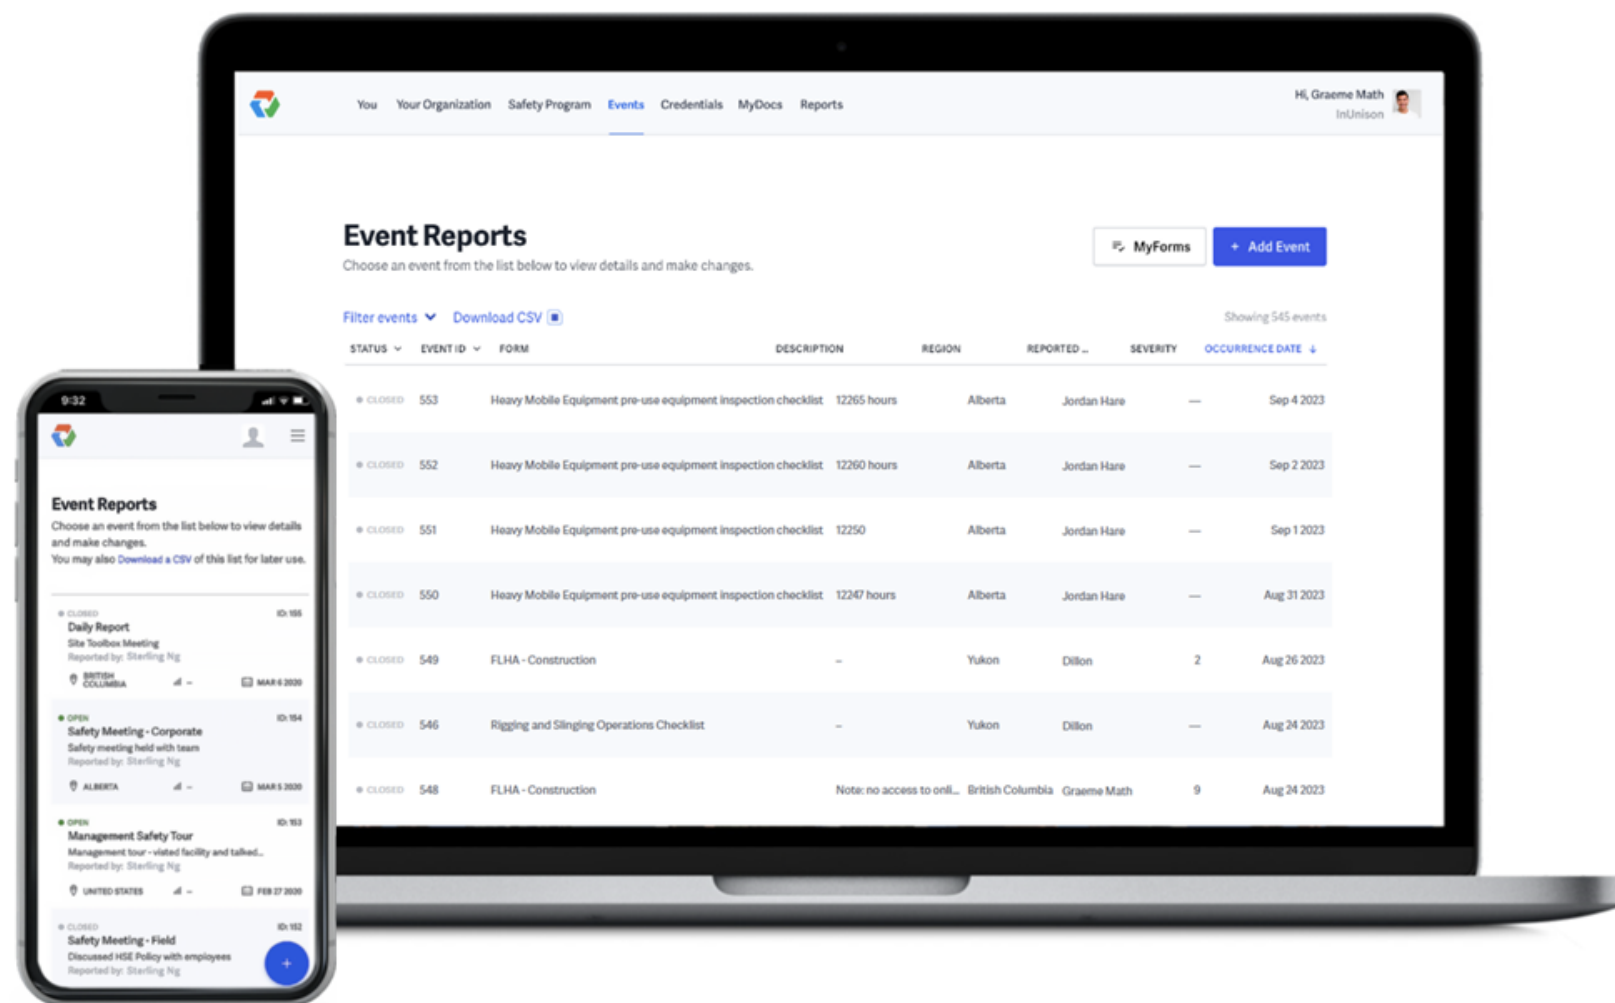 You Your Organization Safety Program Events Credentials MyDocs Reports
Hi, Graeme Math
InUnison
Event Reports
Choose an event from the list below to view details and make changes.
MyForms
+ Add Event
Filter events Download CSV
Showing 545 events
STATUS EVENT ID FORM DESCRIPTION REGION REPORTED ... SEVERITY OCCURRENCE DATE ↓
CLOSED 553 Heavy Mobile Equipment pre-use equipment inspection checklist 12265 hours Alberta Jordan Hare — Sep 4 2023
CLOSED 552 Heavy Mobile Equipment pre-use equipment inspection checklist 12260 hours Alberta Jordan Hare — Sep 2 2023
CLOSED 551 Heavy Mobile Equipment pre-use equipment inspection checklist 12250 Alberta Jordan Hare — Sep 1 2023
CLOSED 550 Heavy Mobile Equipment pre-use equipment inspection checklist 12247 hours Alberta Jordan Hare — Aug 31 2023
CLOSED 549 FLHA - Construction – Yukon Dillon 2 Aug 26 2023
CLOSED 546 Rigging and Slinging Operations Checklist – Yukon Dillon — Aug 24 2023
CLOSED 548 FLHA - Construction Note: no access to onli... British Columbia Graeme Math 9 Aug 24 2023
9:32
Event Reports
Choose an event from the list below to view details
and make changes.
You may also Download a CSV of this list for later use.
CLOSED ID: 155
Daily Report
Site Toolbox Meeting
Reported by: Sterling Ng
BRITISH
COLUMBIA – MAR 6 2020
OPEN ID: 154
Safety Meeting - Corporate
Safety meeting held with team
Reported by: Sterling Ng
ALBERTA – MAR 5 2020
OPEN ID: 153
Management Safety Tour
Management tour - visted facility and talked...
Reported by: Sterling Ng
UNITED STATES – FEB 27 2020
CLOSED ID: 152
Safety Meeting - Field
Discussed HSE Policy with employees
Reported by: Sterling Ng
+